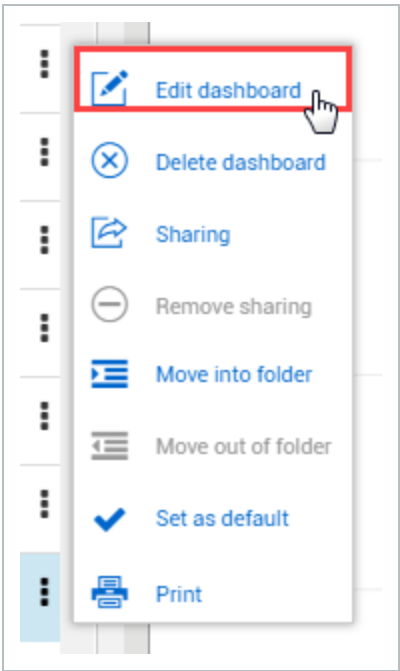 Edit dashboard
Delete dashboard
Sharing
Remove sharing
Move into folder
Move out of folder
Set as default
Print